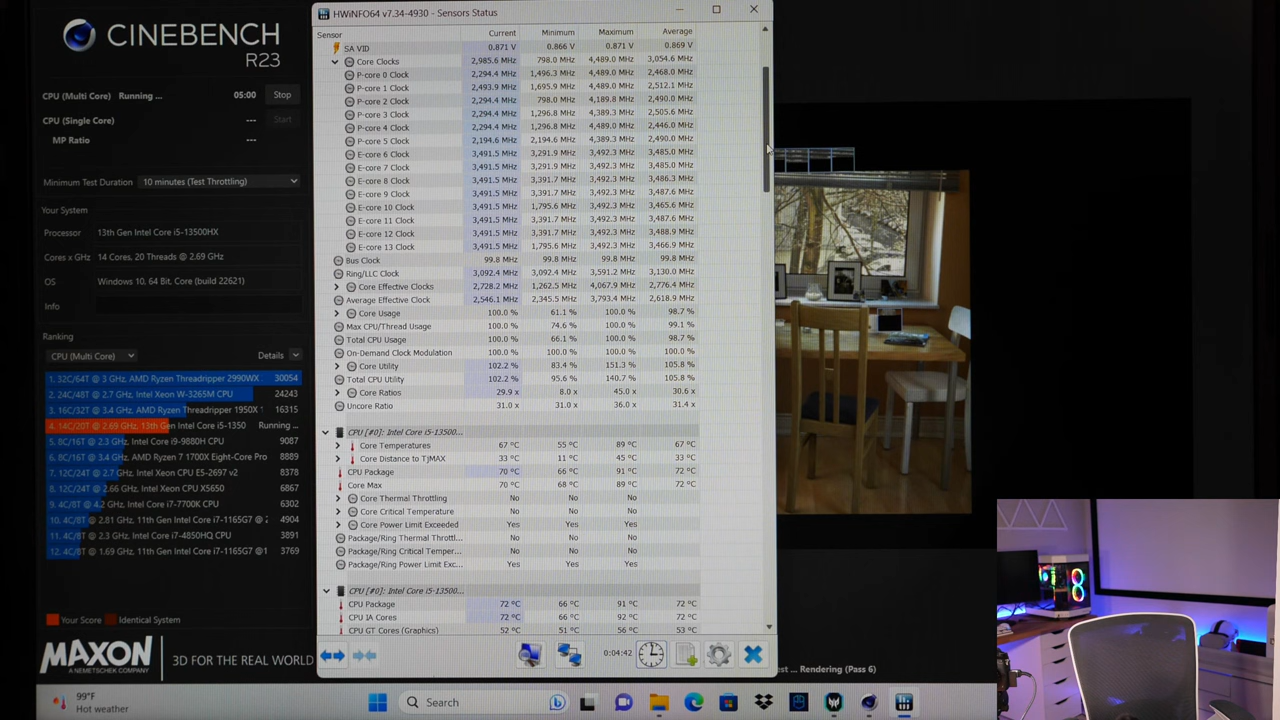 CINEBENCH
R23
CPU (Multi Core) Running ... 05:00 Stop
CPU (Single Core) --- Start
MP Ratio ---
Minimum Test Duration 10 minutes (Test Throttling)
Your System
Processor 13th Gen Intel Core i5-13500HX
Cores x GHz 14 Cores, 20 Threads @ 2.69 GHz
OS Windows 10, 64 Bit, Core (build 22621)
Info
Ranking
CPU (Multi Core) Details
1. 32C/64T @ 3 GHz, AMD Ryzen Threadripper 2990WX 30054
2. 24C/48T @ 2.7 GHz, Intel Xeon W-3265M CPU 24243
3. 16C/32T @ 3.4 GHz, AMD Ryzen Threadripper 1950X 16315
4. 14C/20T @ 2.69 GHz, 13th Gen Intel Core i5-1350 Running...
5. 8C/16T @ 2.3 GHz, Intel Core i9-9880H CPU 9087
6. 8C/16T @ 3.4 GHz, AMD Ryzen 7 1700X Eight-Core Pro 8889
7. 12C/24T @ 2.7 GHz, Intel Xeon CPU E5-2697 v2 8378
8. 12C/24T @ 2.66 GHz, Intel Xeon CPU X5650 6867
9. 4C/8T @ 4.2 GHz, Intel Core i7-7700K CPU 6302
10. 4C/8T @ 2.81 GHz, 11th Gen Intel Core i7-1165G7 @ 4904
11. 4C/8T @ 2.3 GHz, Intel Core i7-4850HQ CPU 3891
12. 4C/8T @ 1.69 GHz, 11th Gen Intel Core i7-1165G7 @1 3769
Your Score Identical System
MAXON
A NEMETSCHEK COMPANY
3D FOR THE REAL WORLD
HWiNFO64 v7.34-4930 - Sensors Status
Sensor Current Minimum Maximum Average
SA VID 0.871 V 0.866 V 0.871 V 0.869 V
Core Clocks 2,985.6 MHz 798.0 MHz 4,489.0 MHz 3,054.6 MHz
P-core 0 Clock 2,294.4 MHz 1,496.3 MHz 4,489.0 MHz 2,468.0 MHz
P-core 1 Clock 2,493.9 MHz 1,695.9 MHz 4,489.0 MHz 2,512.1 MHz
P-core 2 Clock 2,294.4 MHz 798.0 MHz 4,189.8 MHz 2,490.0 MHz
P-core 3 Clock 2,294.4 MHz 1,296.8 MHz 4,389.3 MHz 2,505.6 MHz
P-core 4 Clock 2,294.4 MHz 1,296.8 MHz 4,489.0 MHz 2,446.0 MHz
P-core 5 Clock 2,194.6 MHz 2,194.6 MHz 4,389.3 MHz 2,490.0 MHz
E-core 6 Clock 3,491.5 MHz 3,291.9 MHz 3,492.3 MHz 3,485.0 MHz
E-core 7 Clock 3,491.5 MHz 3,391.7 MHz 3,492.3 MHz 3,485.0 MHz
E-core 8 Clock 3,491.5 MHz 3,391.7 MHz 3,492.3 MHz 3,486.3 MHz
E-core 9 Clock 3,491.5 MHz 3,391.7 MHz 3,492.3 MHz 3,487.6 MHz
E-core 10 Clock 3,491.5 MHz 1,795.6 MHz 3,492.3 MHz 3,465.6 MHz
E-core 11 Clock 3,491.5 MHz 3,391.7 MHz 3,492.3 MHz 3,487.6 MHz
E-core 12 Clock 3,491.5 MHz 3,391.7 MHz 3,492.3 MHz 3,488.9 MHz
E-core 13 Clock 3,491.5 MHz 1,795.6 MHz 3,492.3 MHz 3,466.9 MHz
Bus Clock 99.8 MHz 99.8 MHz 99.8 MHz 99.8 MHz
Ring/LLC Clock 3,092.4 MHz 3,092.4 MHz 3,591.2 MHz 3,130.0 MHz
Core Effective Clocks 2,728.2 MHz 1,262.5 MHz 4,067.9 MHz 2,776.4 MHz
Average Effective Clock 2,546.1 MHz 2,345.5 MHz 3,793.4 MHz 2,618.9 MHz
Core Usage 100.0 % 61.1 % 100.0 % 98.7 %
Max CPU/Thread Usage 100.0 % 74.6 % 100.0 % 99.1 %
Total CPU Usage 100.0 % 66.1 % 100.0 % 98.7 %
On-Demand Clock Modulation 100.0 % 100.0 % 100.0 % 100.0 %
Core Utility 102.2 % 83.4 % 151.3 % 105.8 %
Total CPU Utility 102.2 % 95.6 % 140.7 % 105.8 %
Core Ratios 29.9 x 8.0 x 45.0 x 30.6 x
Uncore Ratio 31.0 x 31.0 x 36.0 x 31.4 x
CPU [#0]: Intel Core i5-13500...
Core Temperatures 67 °C 55 °C 89 °C 67 °C
Core Distance to TjMAX 33 °C 11 °C 45 °C 33 °C
CPU Package 70 °C 66 °C 91 °C 72 °C
Core Max 70 °C 68 °C 89 °C 72 °C
Core Thermal Throttling No No No
Core Critical Temperature No No No
Core Power Limit Exceeded Yes Yes Yes
Package/Ring Thermal Throttl... No No No
Package/Ring Critical Temper... No No No
Package/Ring Power Limit Exc... Yes Yes Yes
CPU [#0]: Intel Core i5-13500...
CPU Package 72 °C 66 °C 91 °C 72 °C
CPU IA Cores 72 °C 66 °C 92 °C 72 °C
CPU GT Cores (Graphics) 52 °C 51 °C 56 °C 53 °C
0:04:42
st ... Rendering (Pass 6)
99°F
Hot weather
Search